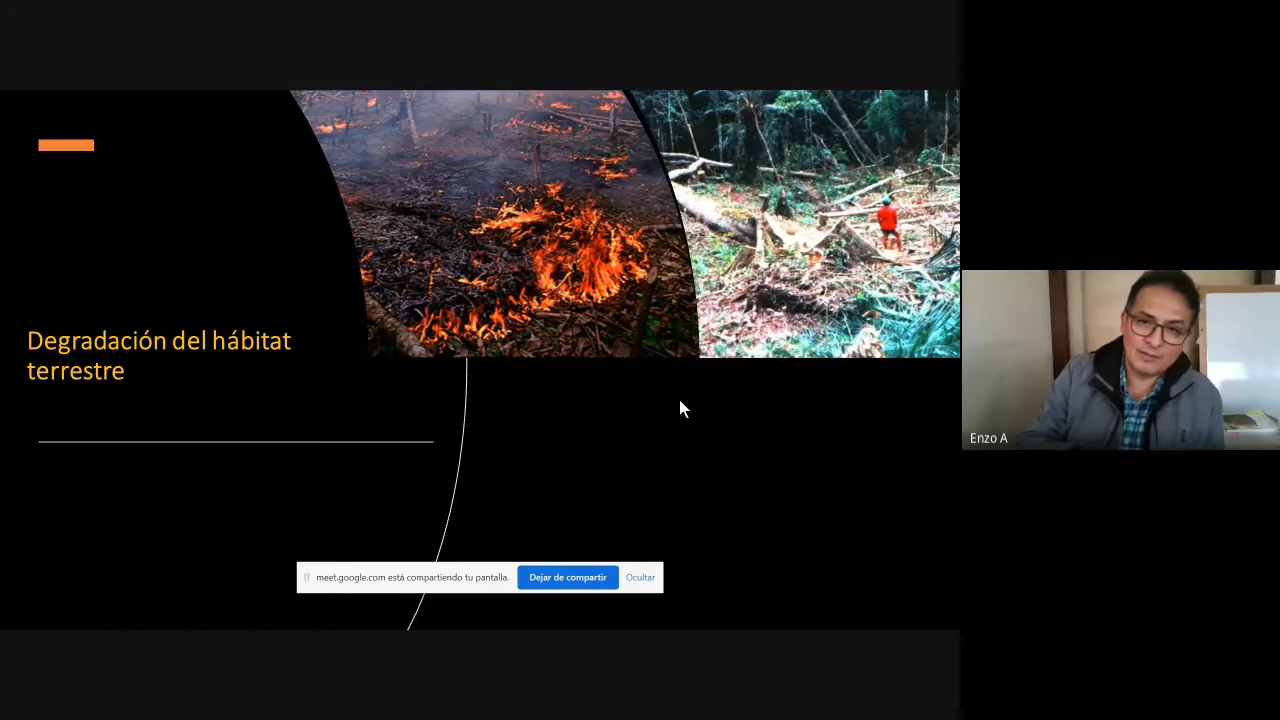 Degradación del hábitat
terrestre
Enzo A
meet.google.com está compartiendo tu pantalla.
Dejar de compartir
Ocultar